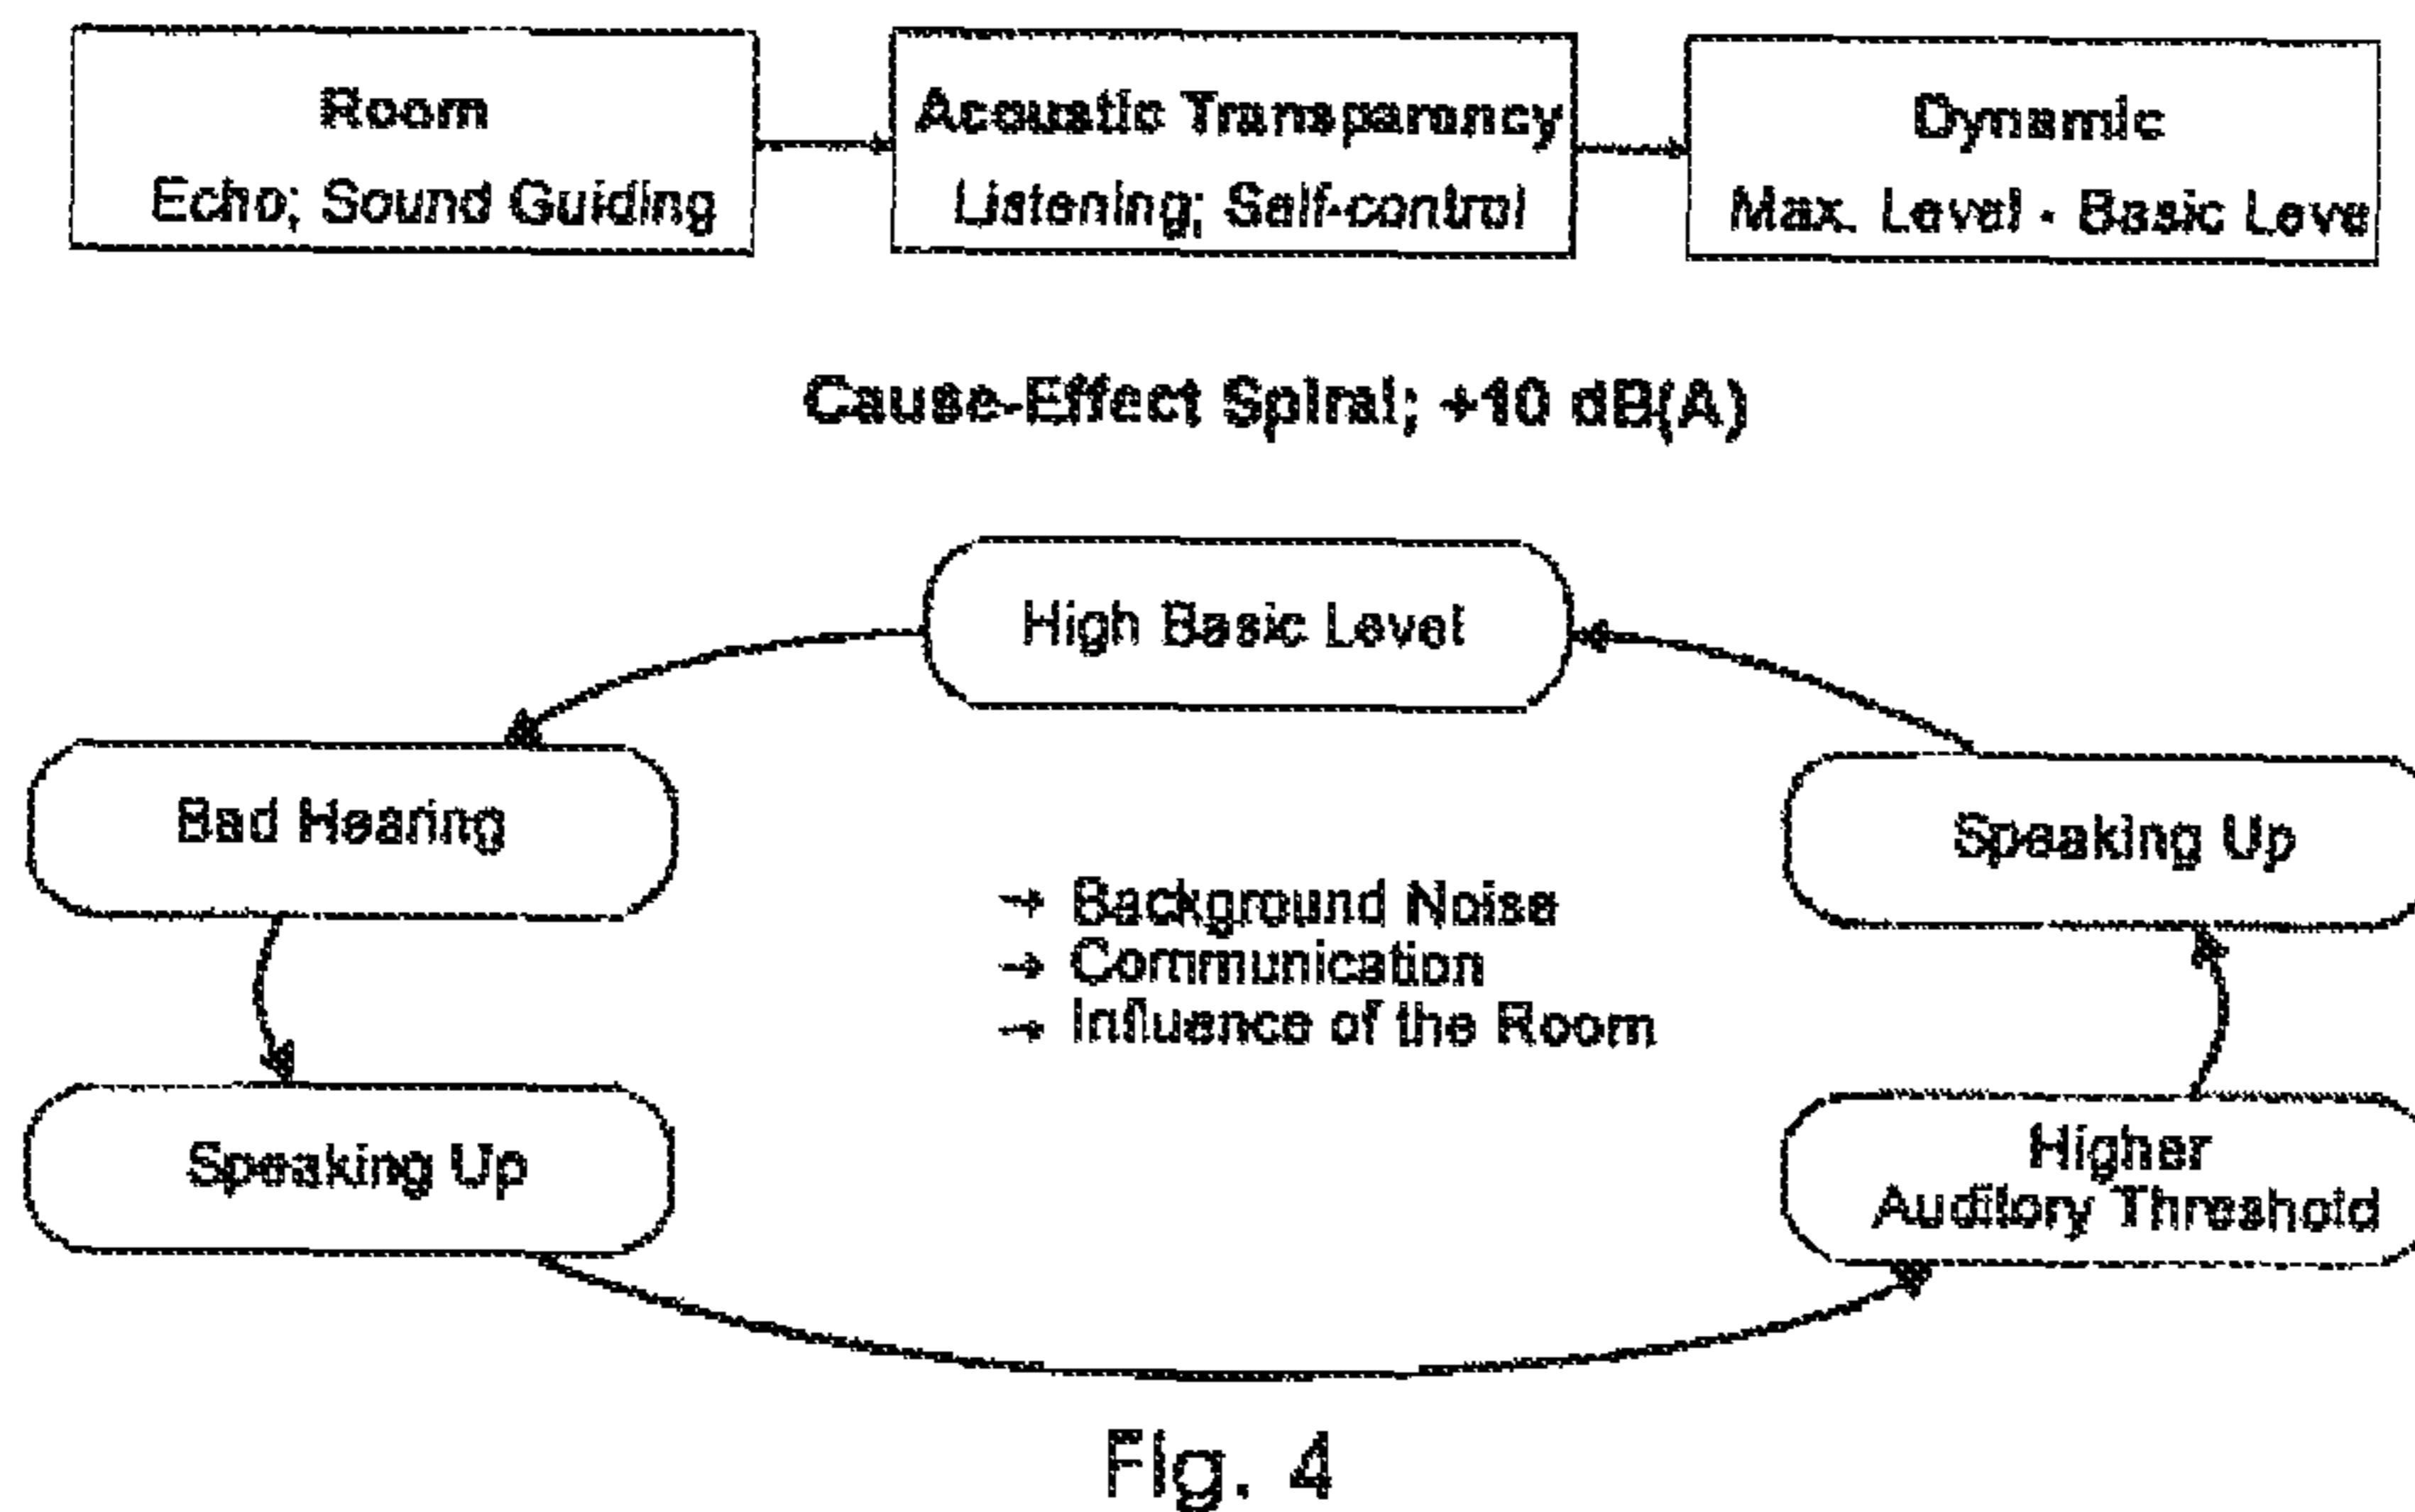 Room
Echo; Sound Guiding
Acoustic Transparency
Listening; Self-control
Dynamic
Max. Level - Basic Leve
Cause-Effect Spiral; +10 dB(A)
High Basic Level
Bad Hearing
Speaking Up
→ Background Noise
→ Communication
→ Influence of the Room
Speaking Up
Higher
Auditory Threshold
Fig. 4